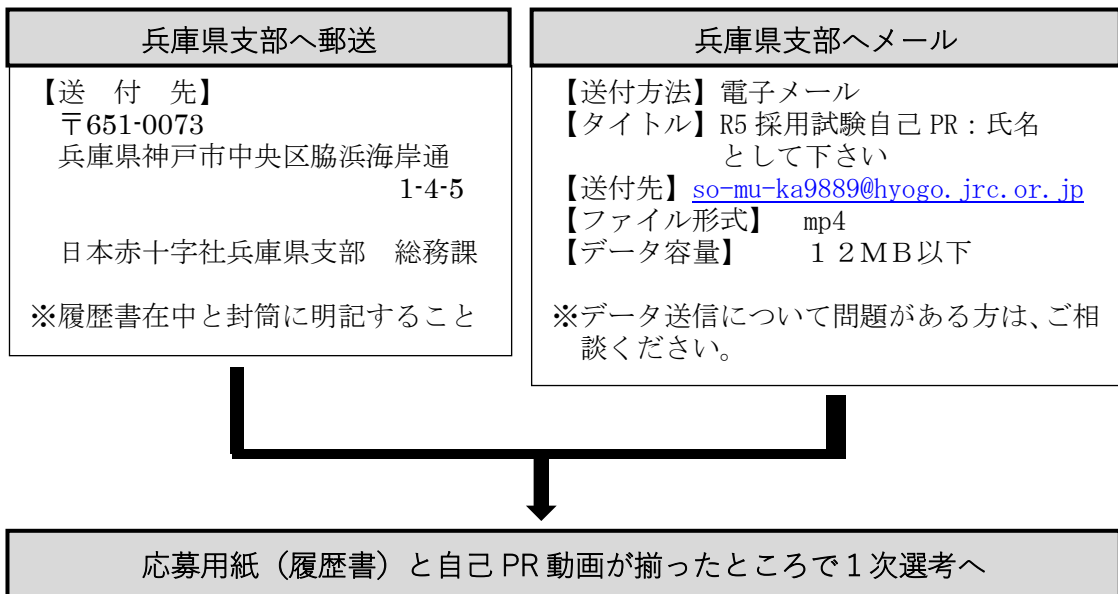 兵庫県支部へ郵送
【送　付　先】
〒651-0073
兵庫県神戸市中央区脇浜海岸通
1-4-5
日本赤十字社兵庫県支部　総務課
※履歴書在中と封筒に明記すること
兵庫県支部へメール
【送付方法】電子メール
【タイトル】R5採用試験自己PR：氏名
として下さい
【送付先】so-mu-ka9889@hyogo.jrc.or.jp
【ファイル形式】　mp4
【データ容量】　　１２ＭＢ以下
※データ送信について問題がある方は、ご相
談ください。
応募用紙（履歴書）と自己PR動画が揃ったところで１次選考へ